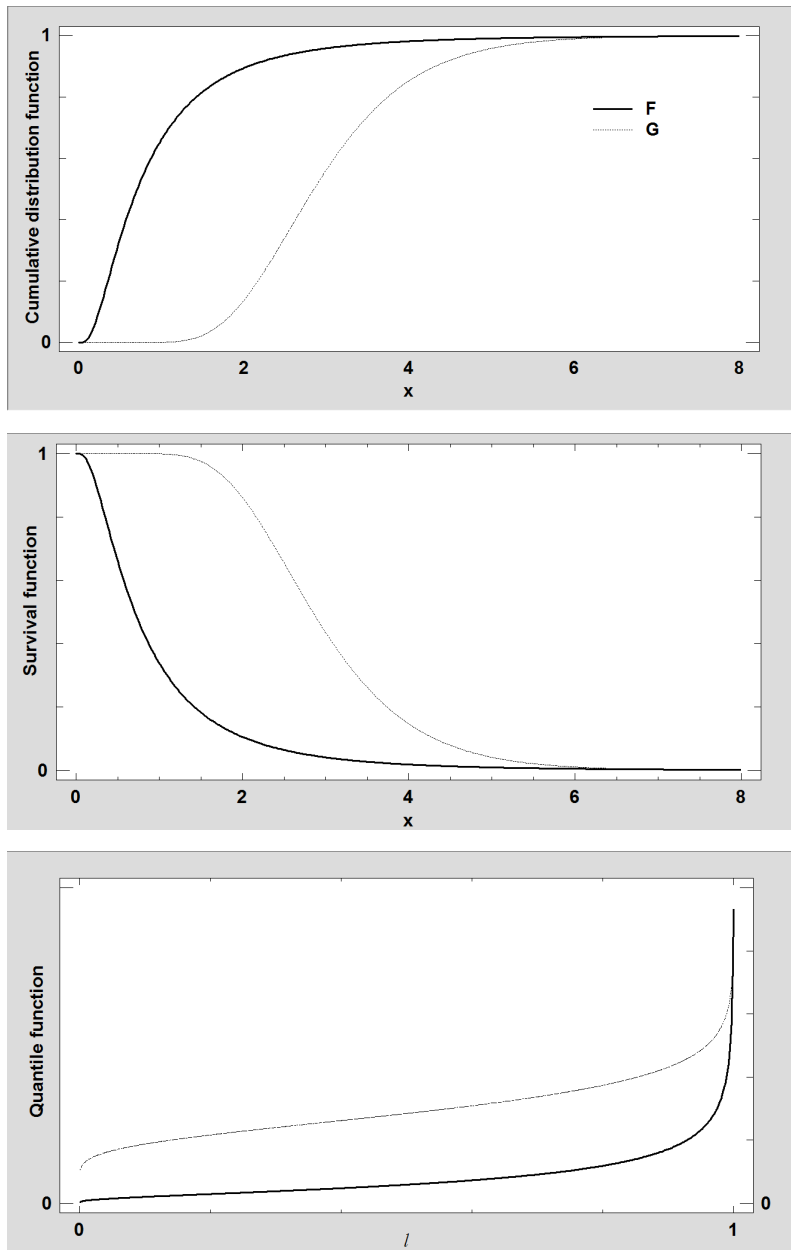 Cumulative distribution function
1
0
F
G
0 2 4 6 8
x
Survival function
1
0
0 2 4 6 8
x
Quantile function
0
0
0 1
l